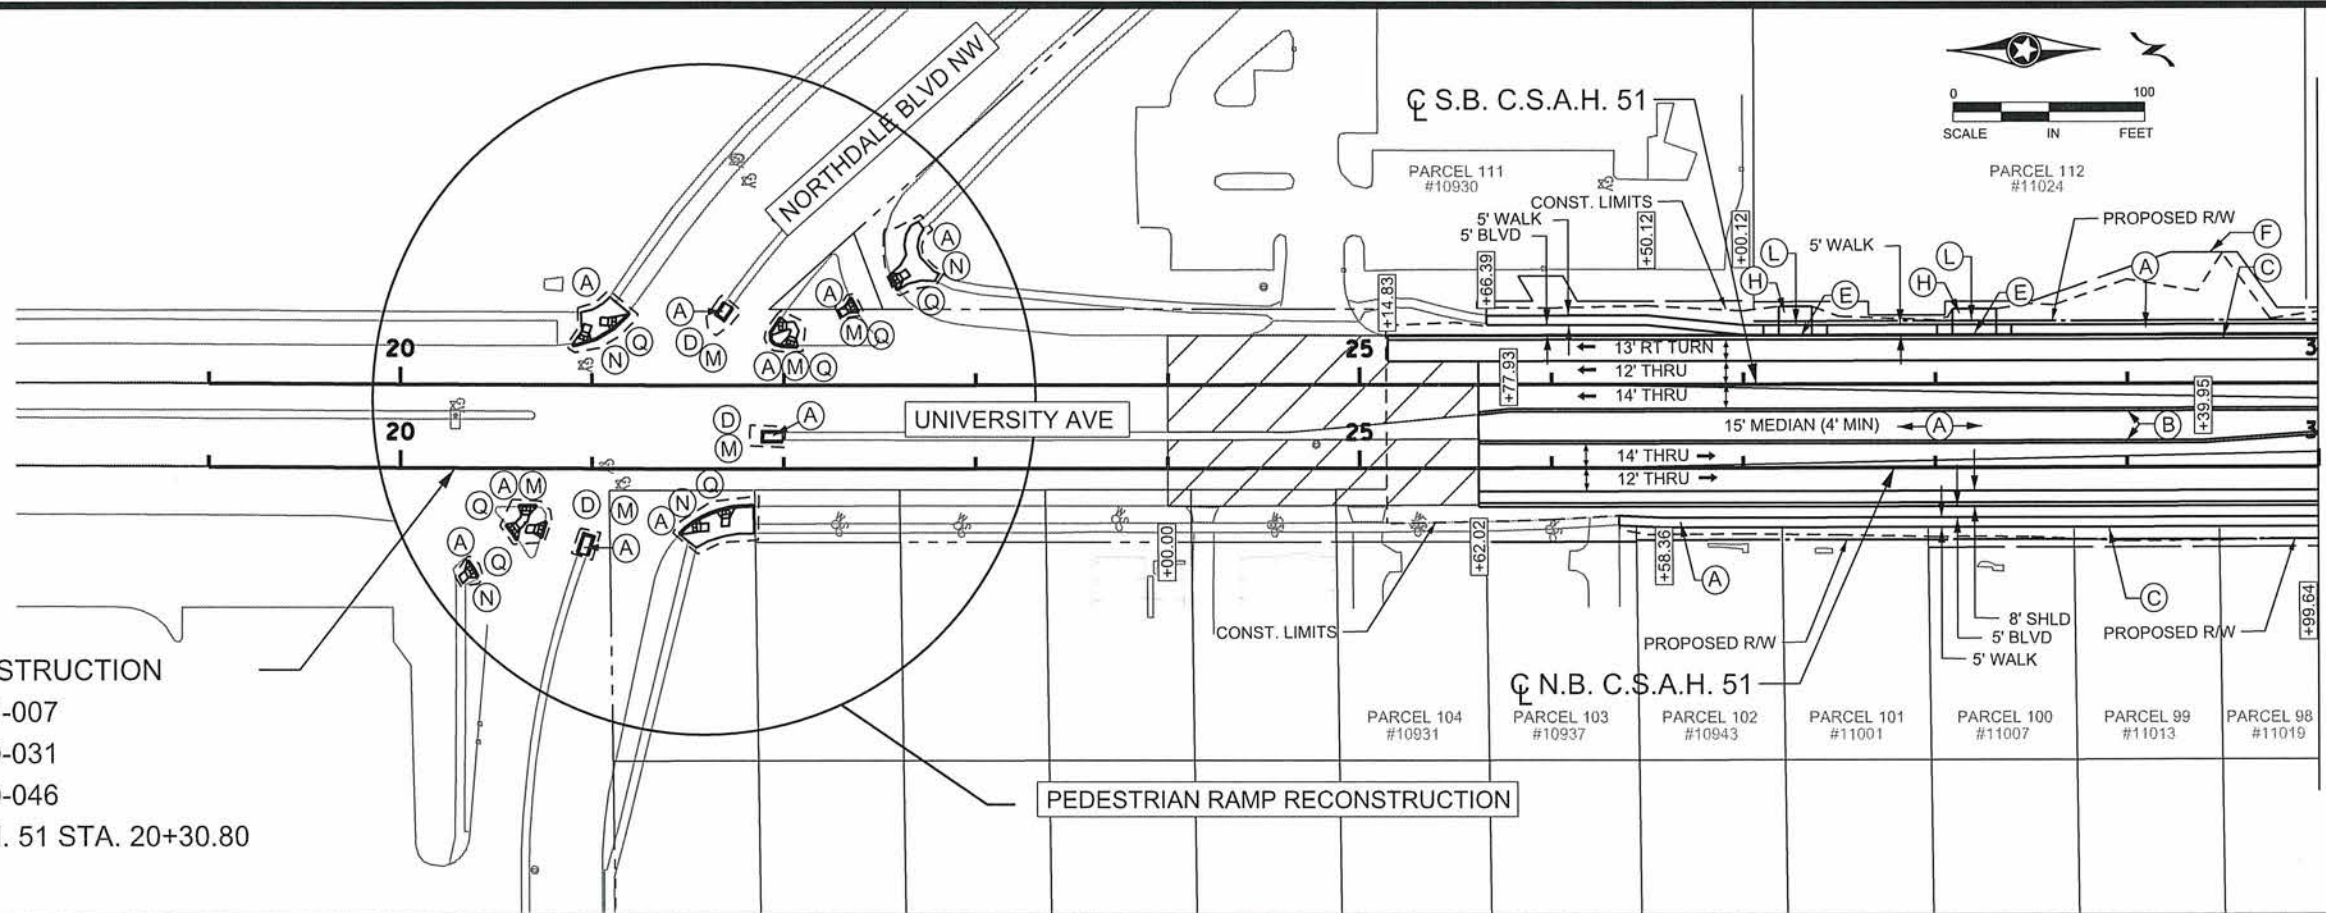 NORTHDALE BLVD NW
℄ S.B. C.S.A.H. 51
0 100
SCALE IN FEET
PARCEL 111
#10930
PARCEL 112
#11024
CONST. LIMITS
5' WALK
5' BLVD
+50.12
+00.12
PROPOSED R/W
5' WALK
F
A
C
L
L
H
H
E
E
+66.39
+14.83
A
N
Q
A
M Q
A
D
M
A M Q
A
N Q
20
25
3
13' RT TURN
12' THRU
14' THRU
+77.93
+39.95
UNIVERSITY AVE
D
M
A
20
25
3
15' MEDIAN (4' MIN)
A
B
14' THRU
12' THRU
A M
Q
D
M
A
A
Q
N
A
N
Q
+00.00
+62.02
+58.36
A
C
+99.64
CONST. LIMITS
PROPOSED R/W
8' SHLD
5' BLVD
5' WALK
PROPOSED R/W
℄ N.B. C.S.A.H. 51
STRUCTION
-007
-031
-046
. 51 STA. 20+30.80
PARCEL 104
#10931
PARCEL 103
#10937
PARCEL 102
#10943
PARCEL 101
#11001
PARCEL 100
#11007
PARCEL 99
#11013
PARCEL 98
#11019
PEDESTRIAN RAMP RECONSTRUCTION